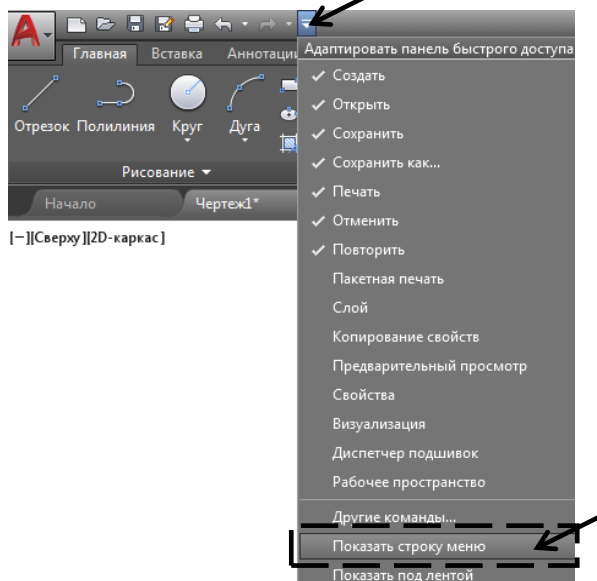 A
Главная Вставка Аннотации
Отрезок Полилиния Круг Дуга
Рисование
Начало Чертеж1*
[−][Сверху][2D-каркас]
Адаптировать панель быстрого доступа
Создать
Открыть
Сохранить
Сохранить как...
Печать
Отменить
Повторить
Пакетная печать
Слой
Копирование свойств
Предварительный просмотр
Свойства
Визуализация
Диспетчер подшивок
Рабочее пространство
Другие команды...
Показать строку меню
Показать под лентой